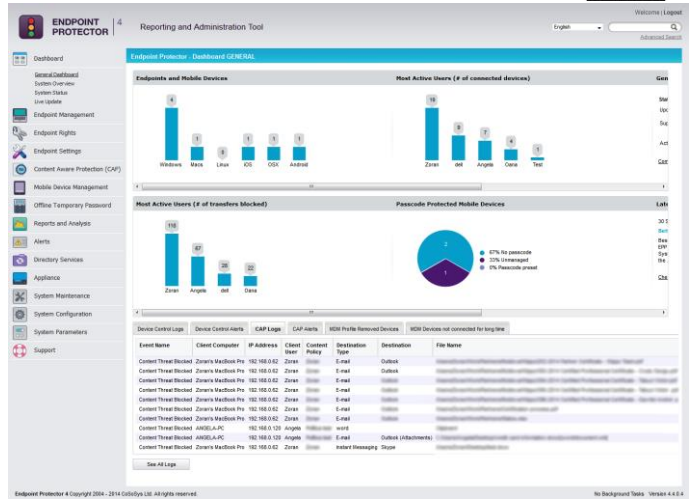 Welcome | Logout
ENDPOINT PROTECTOR 4
Reporting and Administration Tool
English
Advanced Search
Dashboard
General Dashboard
System Overview
System Status
Live Update
Endpoint Management
Endpoint Rights
Endpoint Settings
Content Aware Protection (CAP)
Mobile Device Management
Offline Temporary Password
Reports and Analysis
Alerts
Directory Services
Appliance
System Maintenance
System Configuration
System Parameters
Support
Endpoint Protector - Dashboard GENERAL
Endpoints and Mobile Devices
4 1 0 1 1 1
Windows Macs Linux iOS OSX Android
Most Active Users (# of connected devices)
16 7 4 1
Zoran dell Angela Oana Test
Gen
Upc
Sup
Act
Most Active Users (# of transfers blocked)
67 22
Zoran Angela dell Oana
Passcode Protected Mobile Devices
2
1
67% No passcode
33% Unmanaged
0% Passcode preset
Late
30 S
EPP
Sys
the
Device Control Logs Device Control Alerts CAP Logs CAP Alerts MDM Profile Removed Devices MDM Devices not connected for long time
Event Name Client Computer IP Address Client User Content Policy Destination Type Destination File Name
Content Threat Blocked Zoran's MacBook Pro 192.168.0.62 Zoran E-mail Outlook
Content Threat Blocked Zoran's MacBook Pro 192.168.0.62 Zoran E-mail
Content Threat Blocked Zoran's MacBook Pro 192.168.0.62 Zoran E-mail
Content Threat Blocked Zoran's MacBook Pro 192.168.0.62 Zoran E-mail
Content Threat Blocked Zoran's MacBook Pro 192.168.0.62 Zoran E-mail
Content Threat Blocked Zoran's MacBook Pro 192.168.0.62 Zoran E-mail
Content Threat Blocked Zoran's MacBook Pro 192.168.0.62 Zoran E-mail
Content Threat Blocked ANGELA-PC 192.168.0.120 Angela word
Content Threat Blocked ANGELA-PC 192.168.0.120 Angela E-mail Outlook (Attachments)
Content Threat Blocked Zoran's MacBook Pro 192.168.0.62 Zoran Instant Messaging Skype
See All Logs
Endpoint Protector 4 Copyright 2004 - 2014 CoSoSys Ltd. All rights reserved.
No Background Tasks Version 4.4.0.4